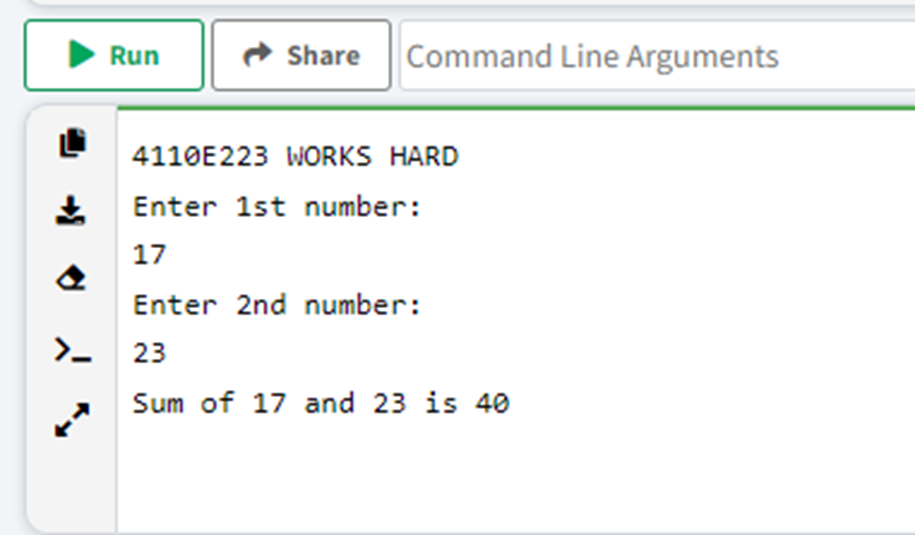 Run Share Command Line Arguments
4110E223 WORKS HARD
Enter 1st number:
17
Enter 2nd number:
23
Sum of 17 and 23 is 40